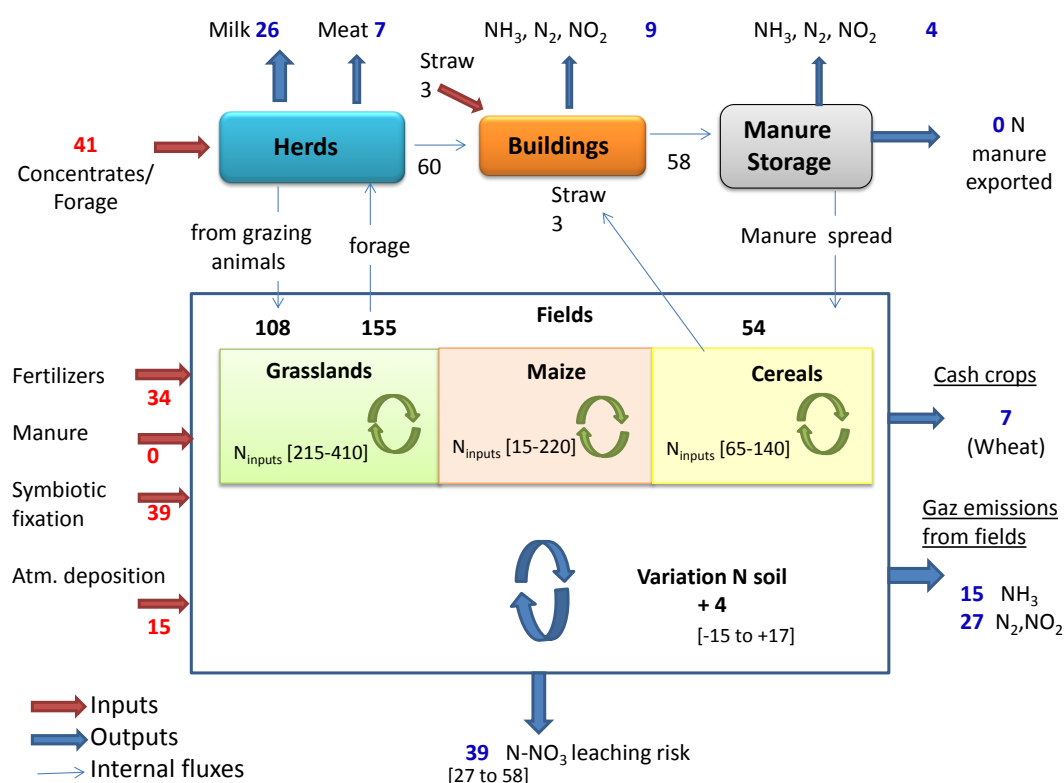 Milk 26
Meat 7
NH3, N2, NO2 9
NH3, N2, NO2 4
Straw
3
41
Concentrates/
Forage
Herds
60
Buildings
58
Manure
Storage
0 N
manure
exported
Straw
3
from grazing
animals
forage
Manure spread
108
155
Fields
54
Grasslands
Maize
Cereals
Ninputs [215-410]
Ninputs [15-220]
Ninputs [65-140]
Fertilizers
34
Manure
0
Symbiotic
fixation
39
Atm. deposition
15
Cash crops
7
(Wheat)
Gaz emissions
from fields
15 NH3
27 N2,NO2
Variation N soil
+ 4
[-15 to +17]
Inputs
Outputs
Internal fluxes
39 N-NO3 leaching risk
[27 to 58]